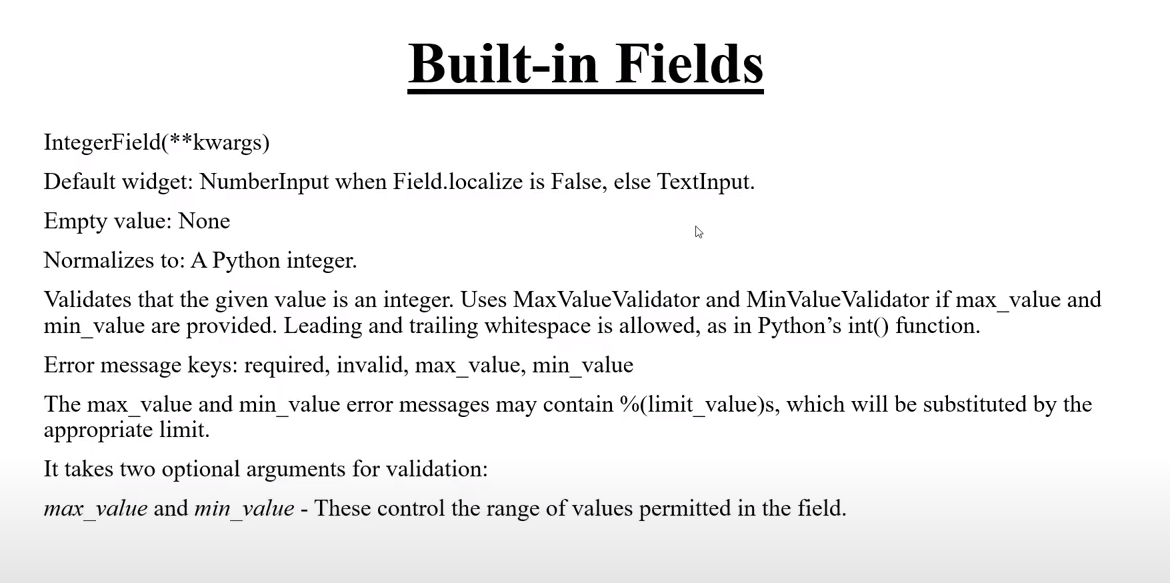 Built-in Fields
IntegerField(**kwargs)
Default widget: NumberInput when Field.localize is False, else TextInput.
Empty value: None
Normalizes to: A Python integer.
Validates that the given value is an integer. Uses MaxValueValidator and MinValueValidator if max_value and
min_value are provided. Leading and trailing whitespace is allowed, as in Python’s int() function.
Error message keys: required, invalid, max_value, min_value
The max_value and min_value error messages may contain %(limit_value)s, which will be substituted by the
appropriate limit.
It takes two optional arguments for validation:
max_value and min_value - These control the range of values permitted in the field.